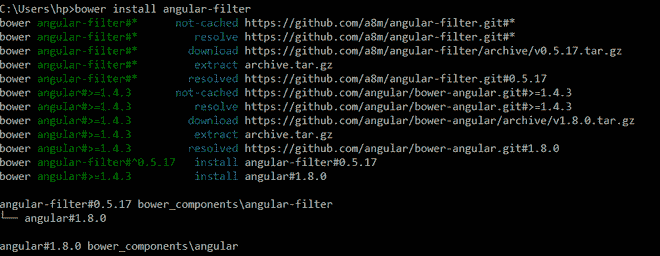 C:\Users\hp>bower install angular-filter
bower angular-filter#* not-cached https://github.com/a8m/angular-filter.git#*
bower angular-filter#* resolve https://github.com/a8m/angular-filter.git#*
bower angular-filter#* download https://github.com/a8m/angular-filter/archive/v0.5.17.tar.gz
bower angular-filter#* extract archive.tar.gz
bower angular-filter#* resolved https://github.com/a8m/angular-filter.git#0.5.17
bower angular#>=1.4.3 not-cached https://github.com/angular/bower-angular.git#>=1.4.3
bower angular#>=1.4.3 resolve https://github.com/angular/bower-angular.git#>=1.4.3
bower angular#>=1.4.3 download https://github.com/angular/bower-angular/archive/v1.8.0.tar.gz
bower angular#>=1.4.3 extract archive.tar.gz
bower angular#>=1.4.3 resolved https://github.com/angular/bower-angular.git#1.8.0
bower angular-filter#^0.5.17 install angular-filter#0.5.17
bower angular#>=1.4.3 install angular#1.8.0
angular-filter#0.5.17 bower_components\angular-filter
└── angular#1.8.0
angular#1.8.0 bower_components\angular